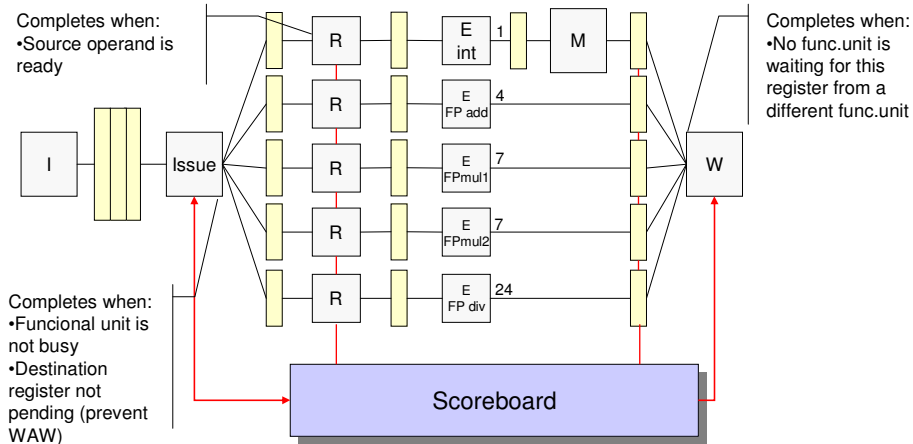 Completes when:
•Source operand is
ready
R
E
int
1
M
Completes when:
•No func.unit is
waiting for this
register from a
different func.unit
R
E
FP add
4
I
Issue
R
E
FPmul1
7
W
R
E
FPmul2
7
R
E
FP div
24
Completes when:
•Funcional unit is
not busy
•Destination
register not
pending (prevent
WAW)
Scoreboard